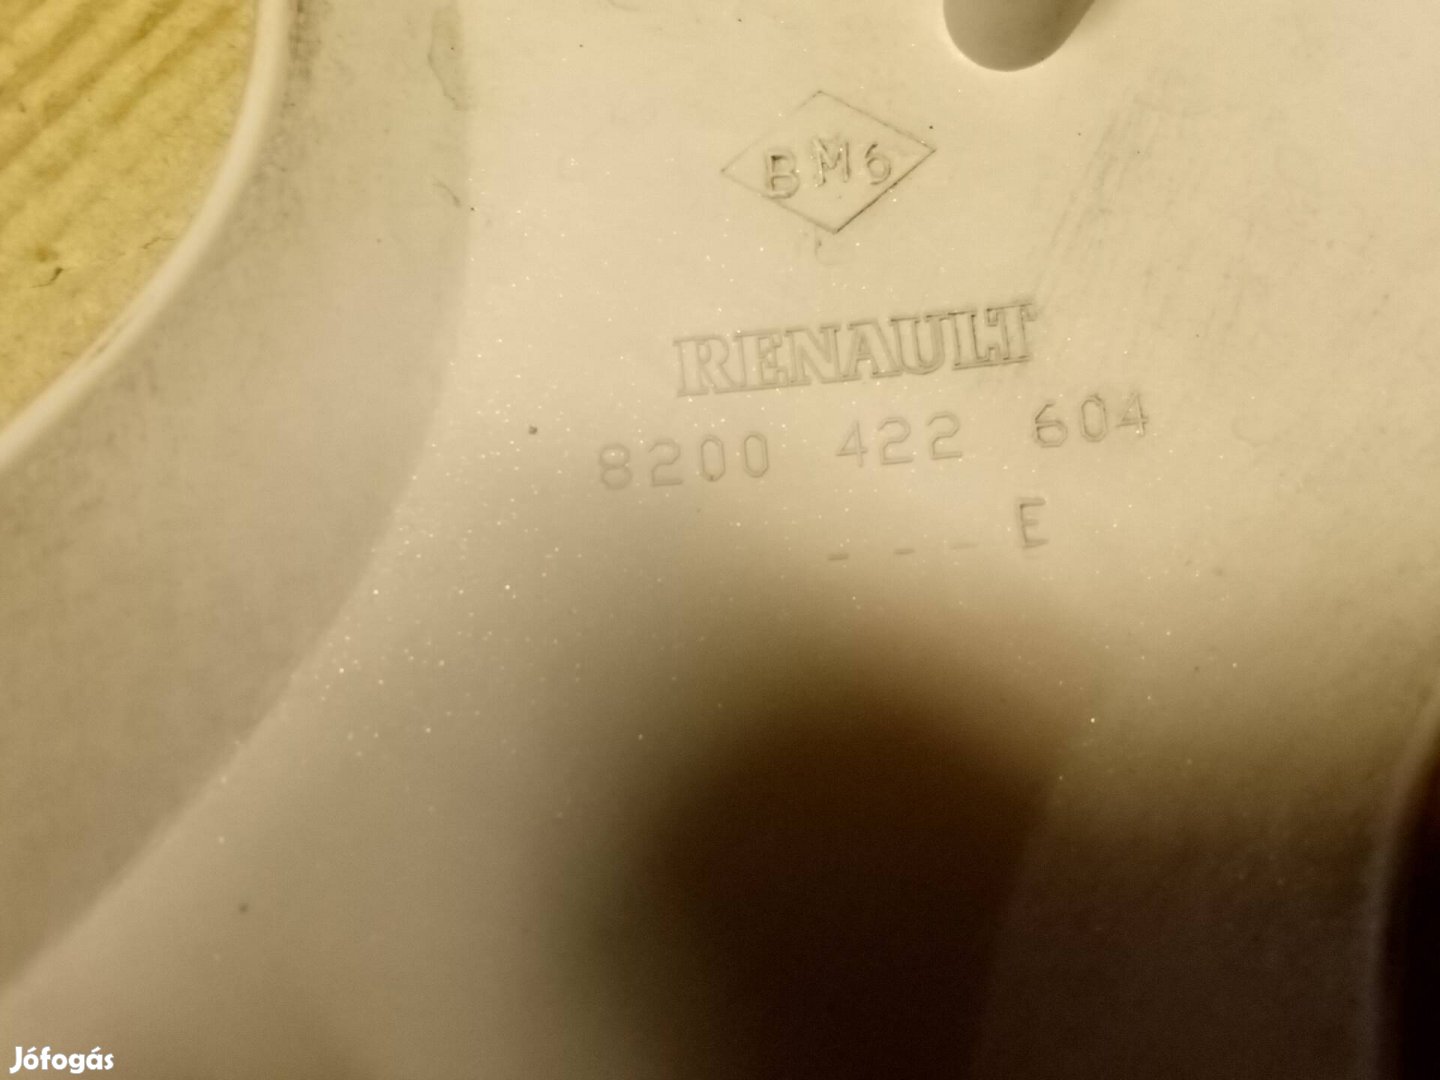 BM6
RENAULT
8200 422 604
- - - E
Jófogás